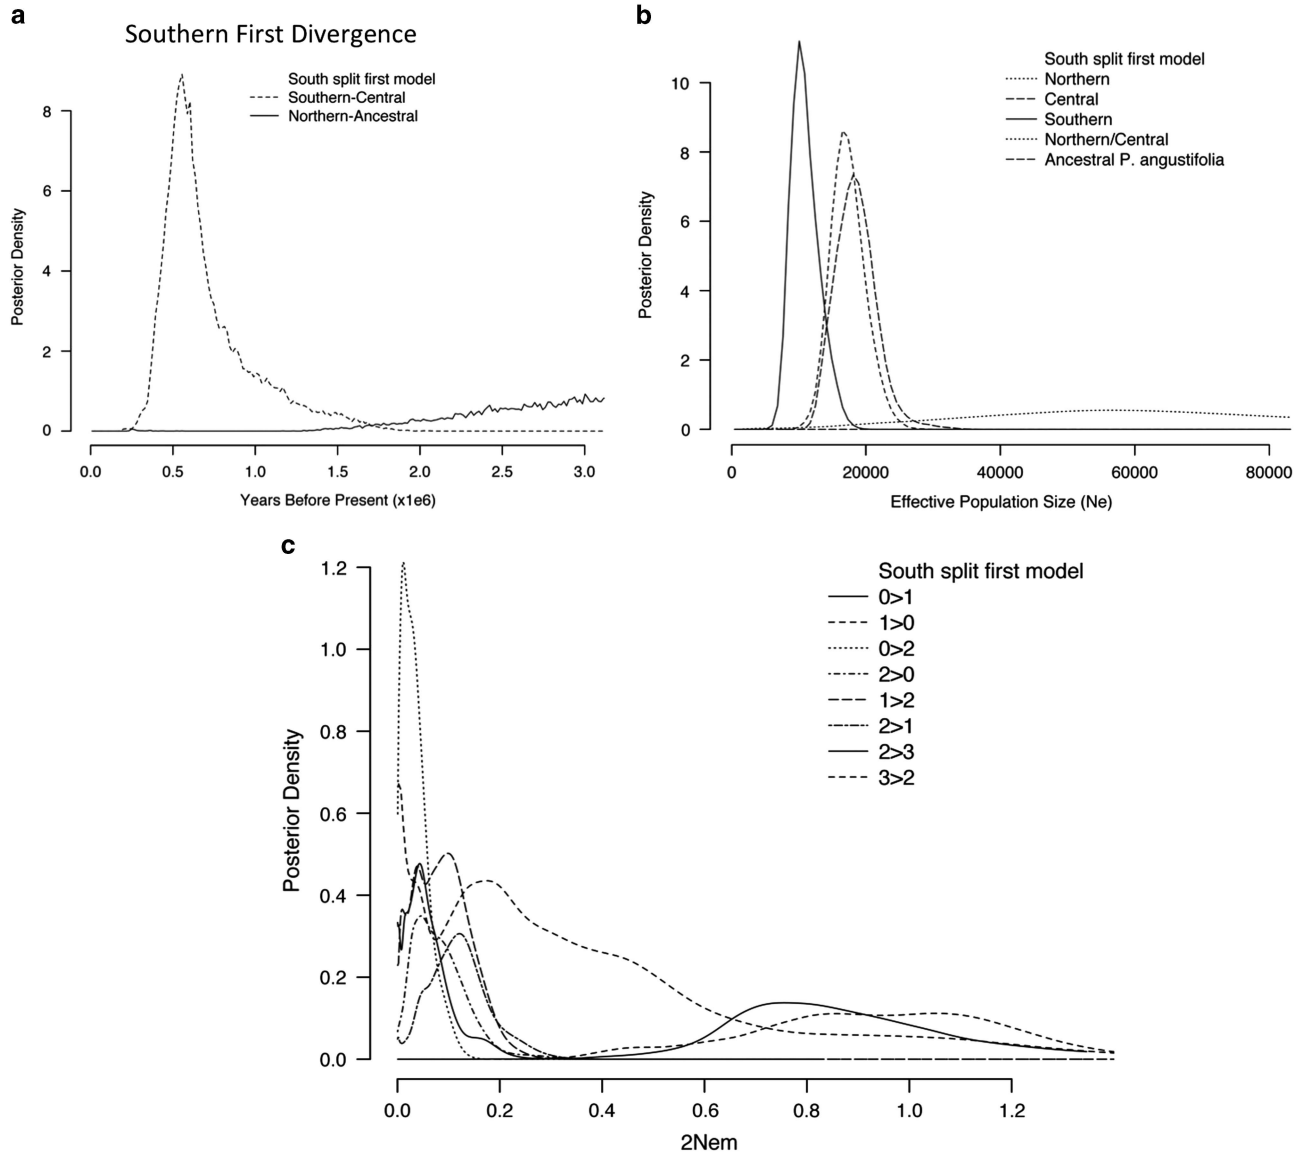 a
Southern First Divergence
South split first model
Southern-Central
Northern-Ancestral
8
6
4
2
0
Posterior Density
0.0 0.5 1.0 1.5 2.0 2.5 3.0
Years Before Present (x1e6)
b
South split first model
Northern
Central
Southern
Northern/Central
Ancestral P. angustifolia
10
8
6
4
2
0
Posterior Density
0 20000 40000 60000 80000
Effective Population Size (Ne)
c
South split first model
0>1
1>0
0>2
2>0
1>2
2>1
2>3
3>2
1.2
1.0
0.8
0.6
0.4
0.2
0.0
Posterior Density
0.0 0.2 0.4 0.6 0.8 1.0 1.2
2Nem